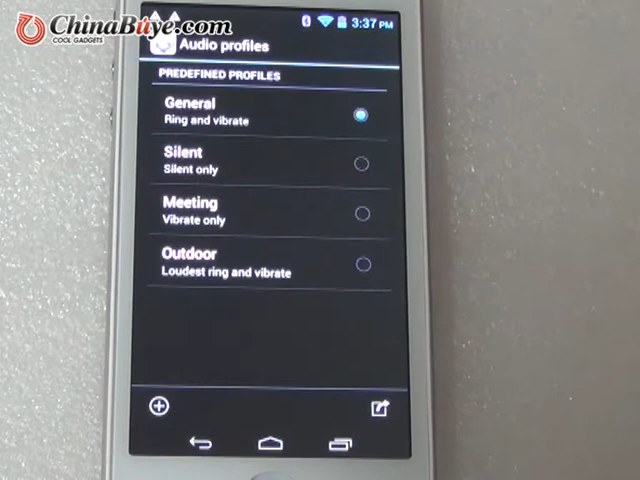 ChinaBuye.com
COOL GADGETS
3:37 PM
Audio profiles
PREDEFINED PROFILES
General
Ring and vibrate
Silent
Silent only
Meeting
Vibrate only
Outdoor
Loudest ring and vibrate